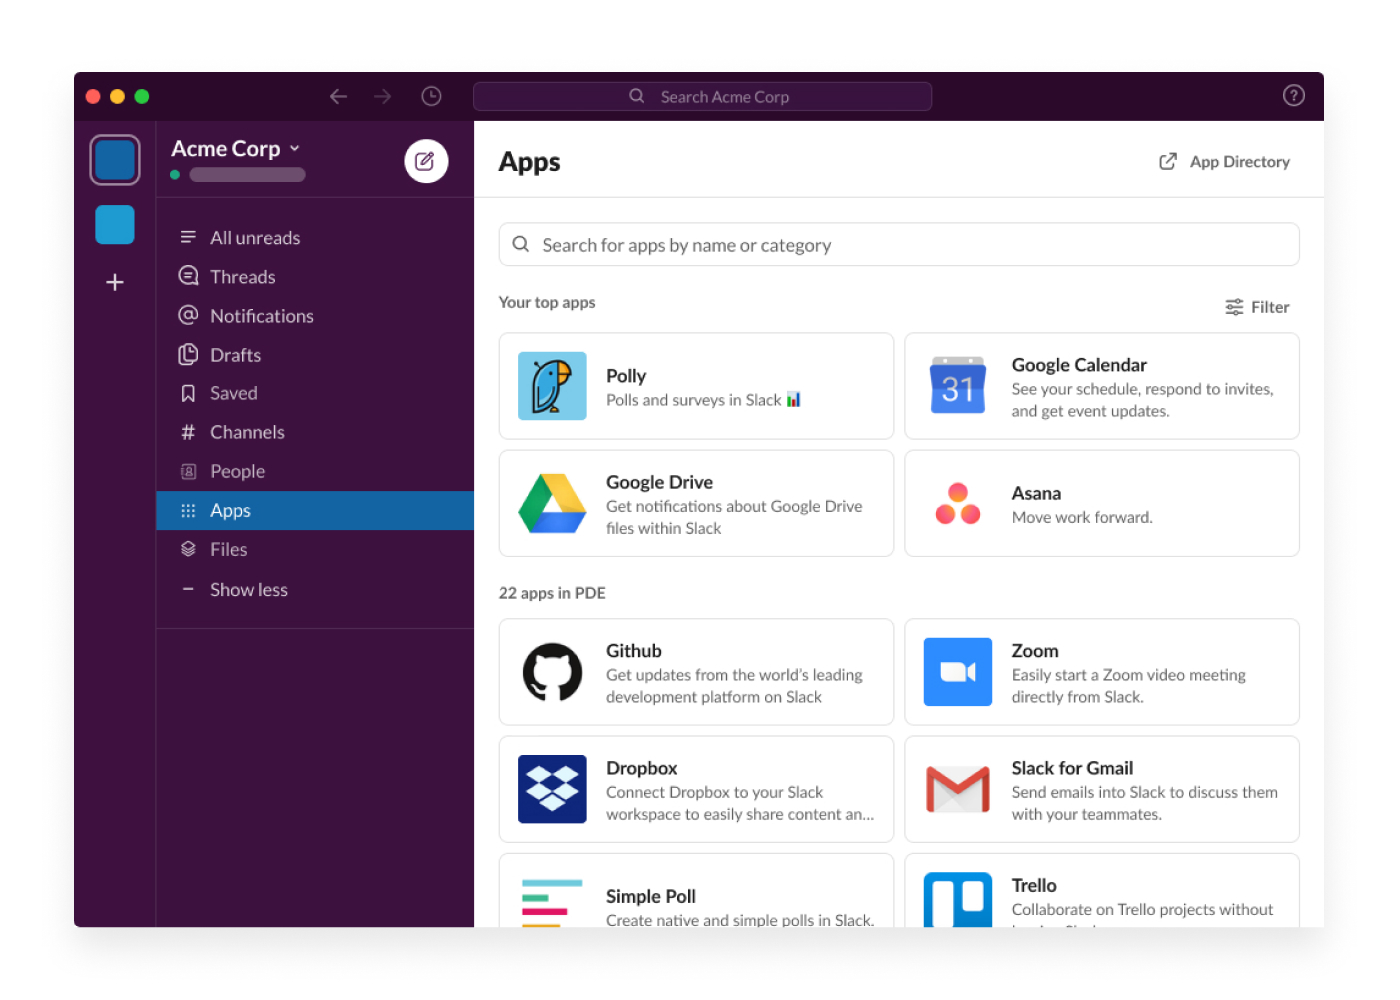 Search Acme Corp
Acme Corp
All unreads
Threads
Notifications
Drafts
Saved
Channels
People
Apps
Files
Show less
Apps
App Directory
Search for apps by name or category
Your top apps
Filter
Polly
Polls and surveys in Slack
31
Google Calendar
See your schedule, respond to invites,
and get event updates.
Google Drive
Get notifications about Google Drive
files within Slack
Asana
Move work forward.
22 apps in PDE
Github
Get updates from the world's leading
development platform on Slack
Zoom
Easily start a Zoom video meeting
directly from Slack.
Dropbox
Connect Dropbox to your Slack
workspace to easily share content an...
Slack for Gmail
Send emails into Slack to discuss them
with your teammates.
Simple Poll
Create native and simple polls in Slack.
Trello
Collaborate on Trello projects without